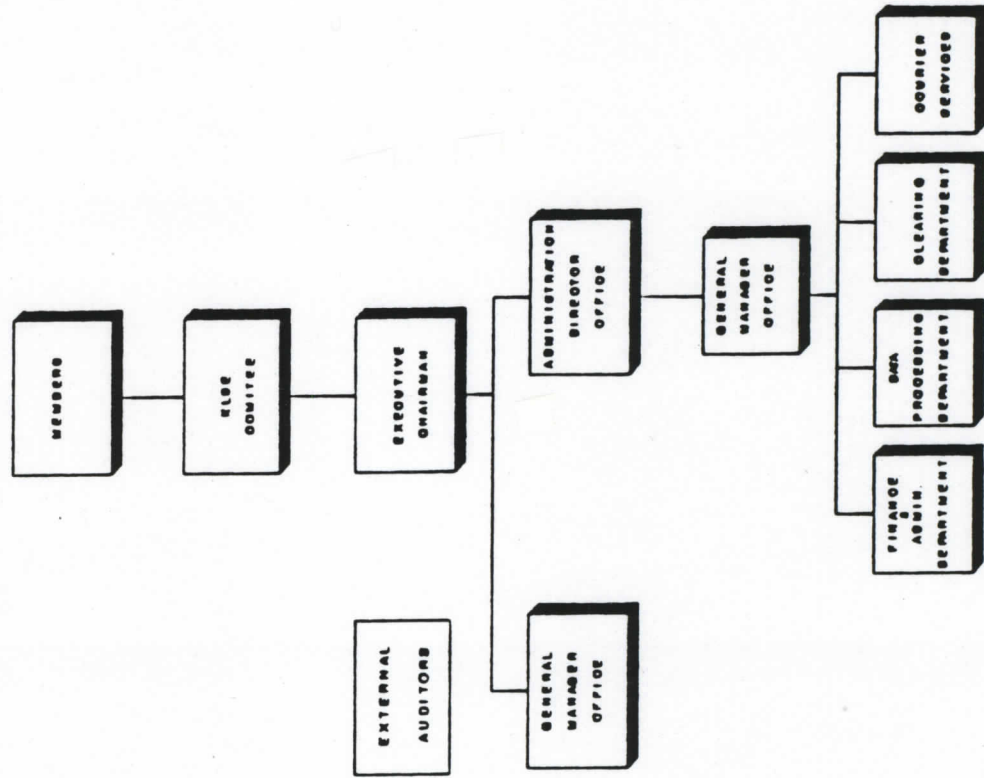 MEMBERS
KLSE
COMITEE
EXECUTIVE
CHAIRMAN
EXTERNAL
AUDITORS
GENERAL
MANAGER
OFFICE
ADMINISTRATION
DIRECTOR
OFFICE
GENERAL
MANAGER
OFFICE
FINANCE
&
ADMIN.
DEPARTMENT
DATA
PROCESSING
DEPARTMENT
CLEARING
DEPARTMENT
COURIER
SERVICES